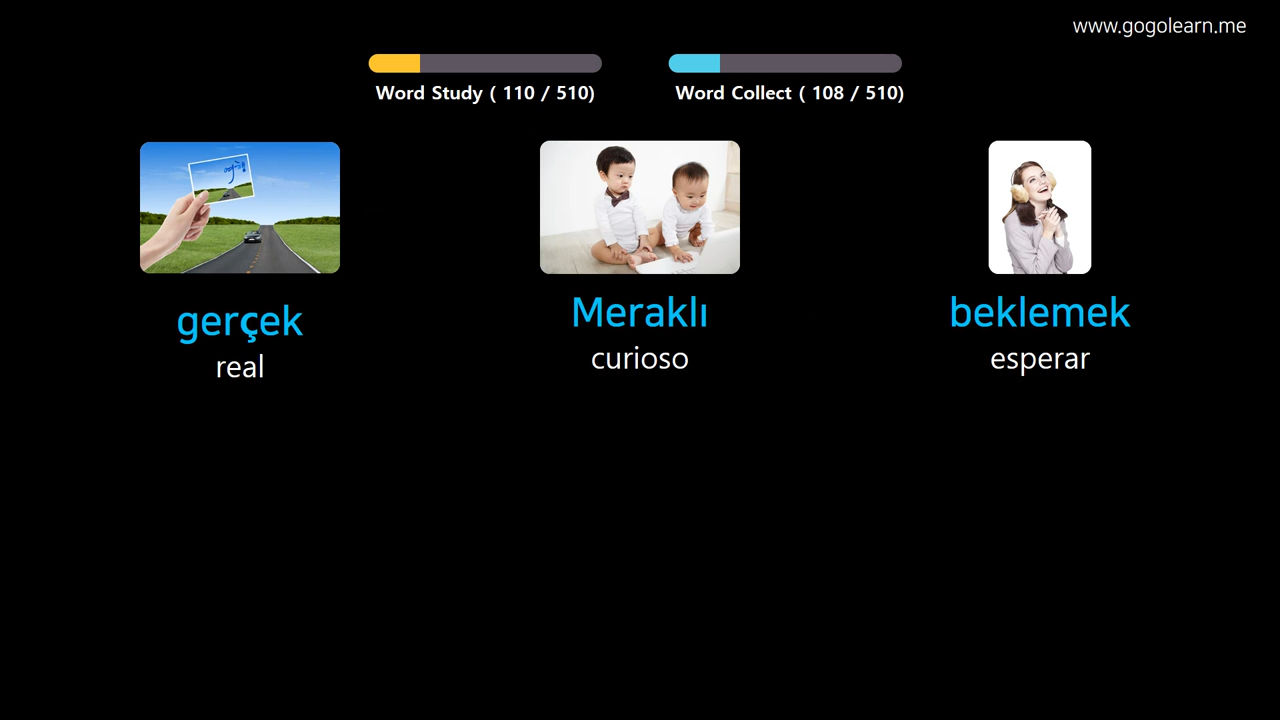 www.gogolearn.me
Word Study ( 110 / 510)
Word Collect ( 108 / 510)
gerçek
real
Meraklı
curioso
beklemek
esperar